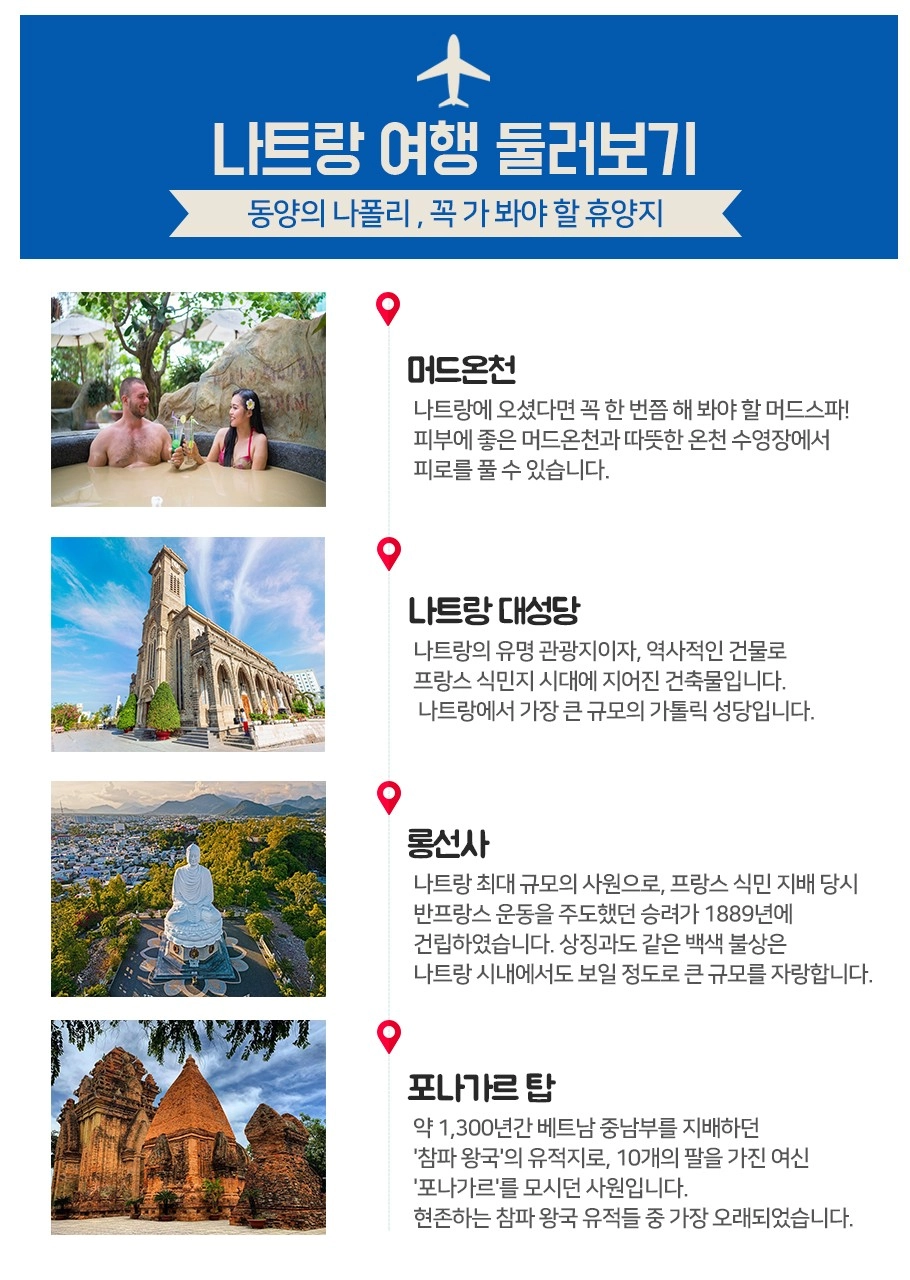 나트랑 여행 둘러보기
동양의 나폴리 , 꼭 가 봐야 할 휴양지
머드온천
나트랑에 오셨다면 꼭 한 번쯤 해 봐야 할 머드스파!
피부에 좋은 머드온천과 따뜻한 온천 수영장에서
피로를 풀 수 있습니다.
나트랑 대성당
나트랑의 유명 관광지이자, 역사적인 건물로
프랑스 식민지 시대에 지어진 건축물입니다.
나트랑에서 가장 큰 규모의 가톨릭 성당입니다.
롱선사
나트랑 최대 규모의 사원으로, 프랑스 식민 지배 당시
반프랑스 운동을 주도했던 승려가 1889년에
건립하였습니다. 상징과도 같은 백색 불상은
나트랑 시내에서도 보일 정도로 큰 규모를 자랑합니다.
포나가르 탑
약 1,300년간 베트남 중남부를 지배하던
'참파 왕국'의 유적지로, 10개의 팔을 가진 여신
'포나가르'를 모시던 사원입니다.
현존하는 참파 왕국 유적들 중 가장 오래되었습니다.